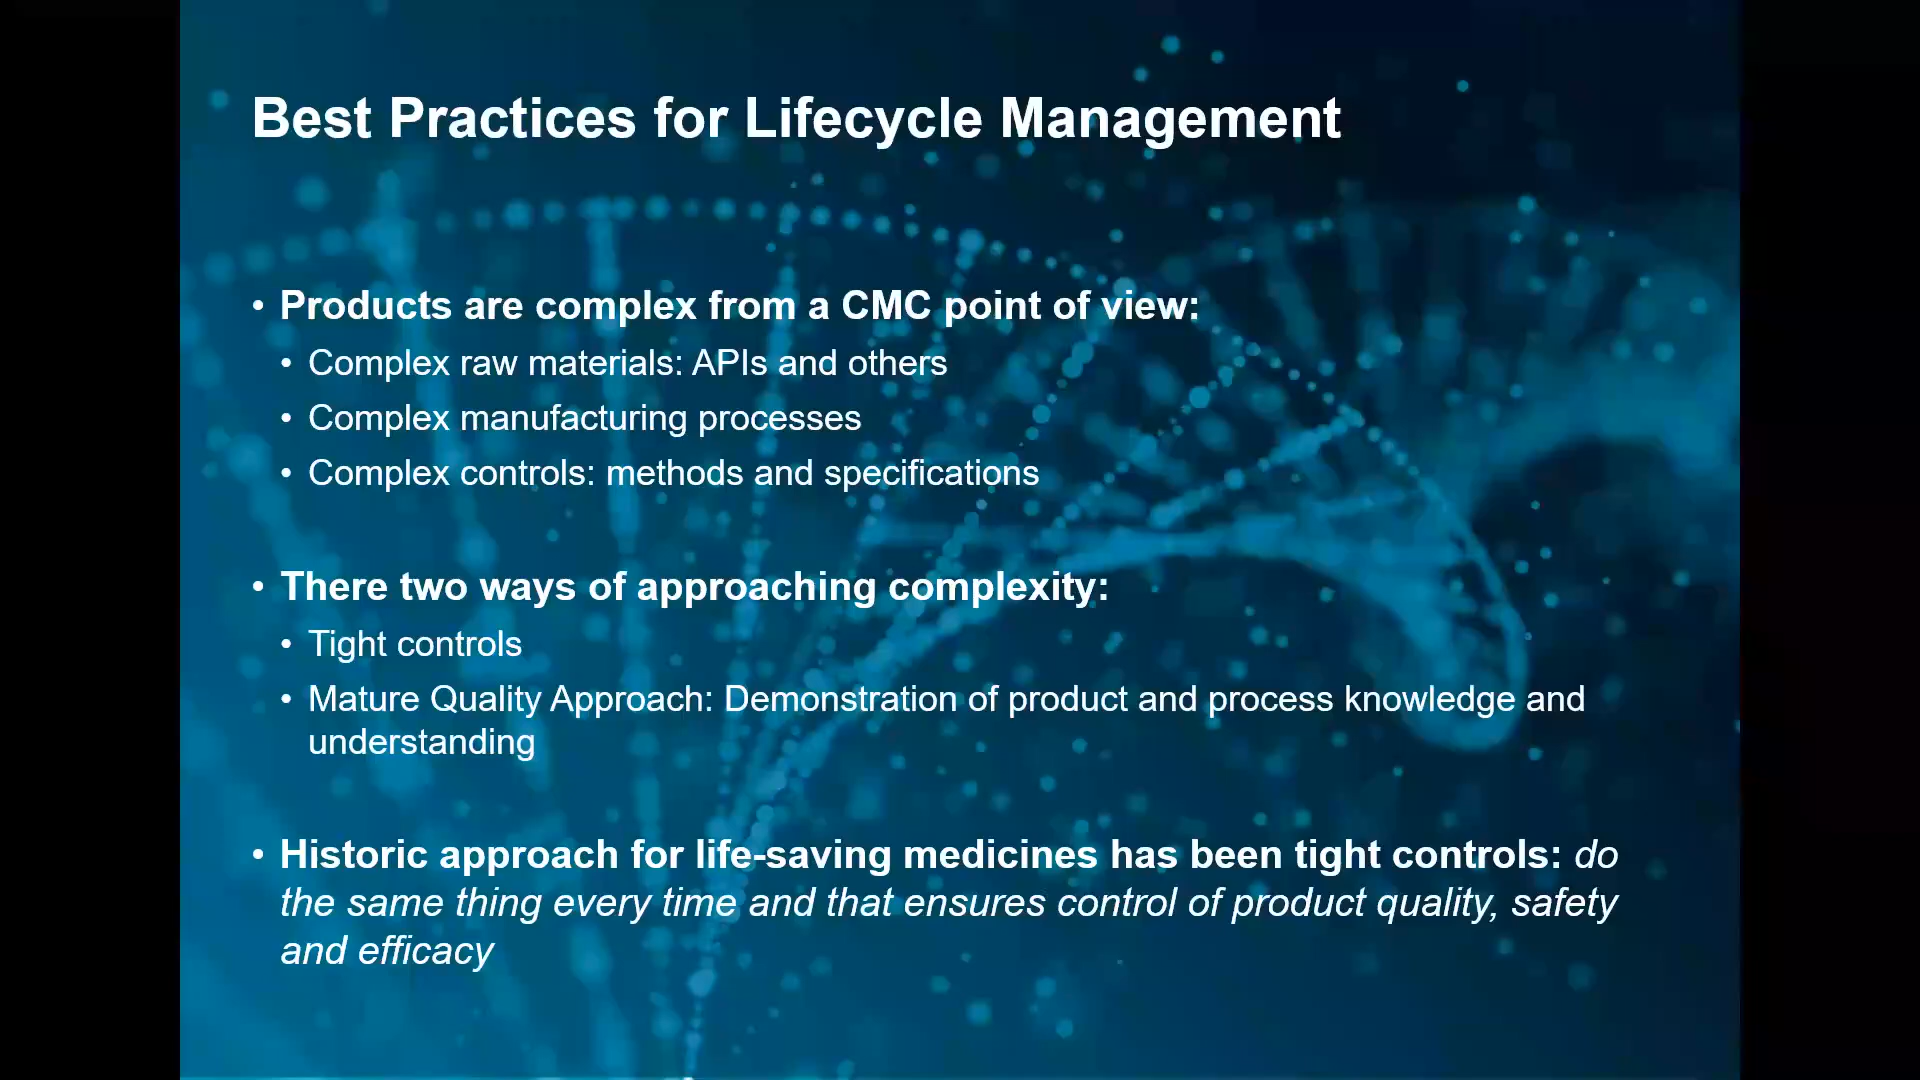 Best Practices for Lifecycle Management
• Products are complex from a CMC point of view:
• Complex raw materials: APIs and others
• Complex manufacturing processes
• Complex controls: methods and specifications
• There two ways of approaching complexity:
• Tight controls
• Mature Quality Approach: Demonstration of product and process knowledge and
understanding
• Historic approach for life-saving medicines has been tight controls: do
the same thing every time and that ensures control of product quality, safety
and efficacy